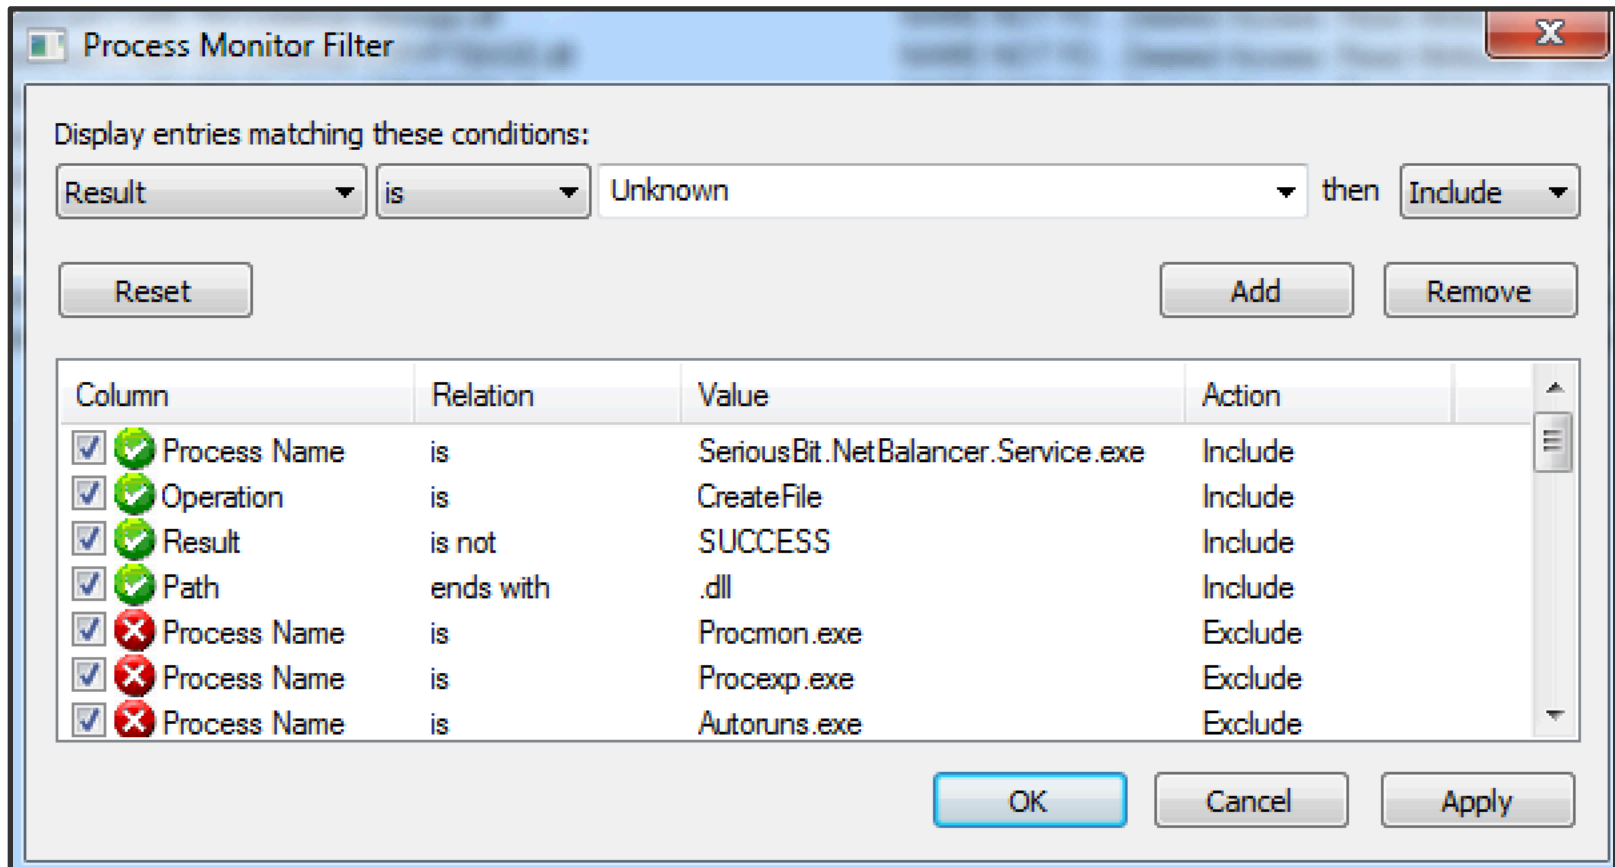 Process Monitor Filter
Display entries matching these conditions:
Result is Unknown then Include
Reset Add Remove
Column Relation Value Action
Process Name is SeriousBit.NetBalancer.Service.exe Include
Operation is CreateFile Include
Result is not SUCCESS Include
Path ends with .dll Include
Process Name is Procmon.exe Exclude
Process Name is Procexp.exe Exclude
Process Name is Autoruns.exe Exclude
OK Cancel Apply